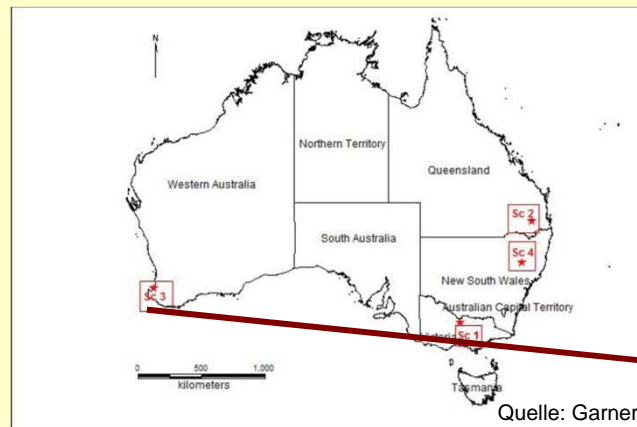 N
Northern Territory
Western Australia
Queensland
South Australia
Sc 2
Sc 4
New South Wales
Sc 3
Australian Capital Territory
Victoria
Sc 1
0 500 1,000
kilometers
Tasmania
Quelle: Garner